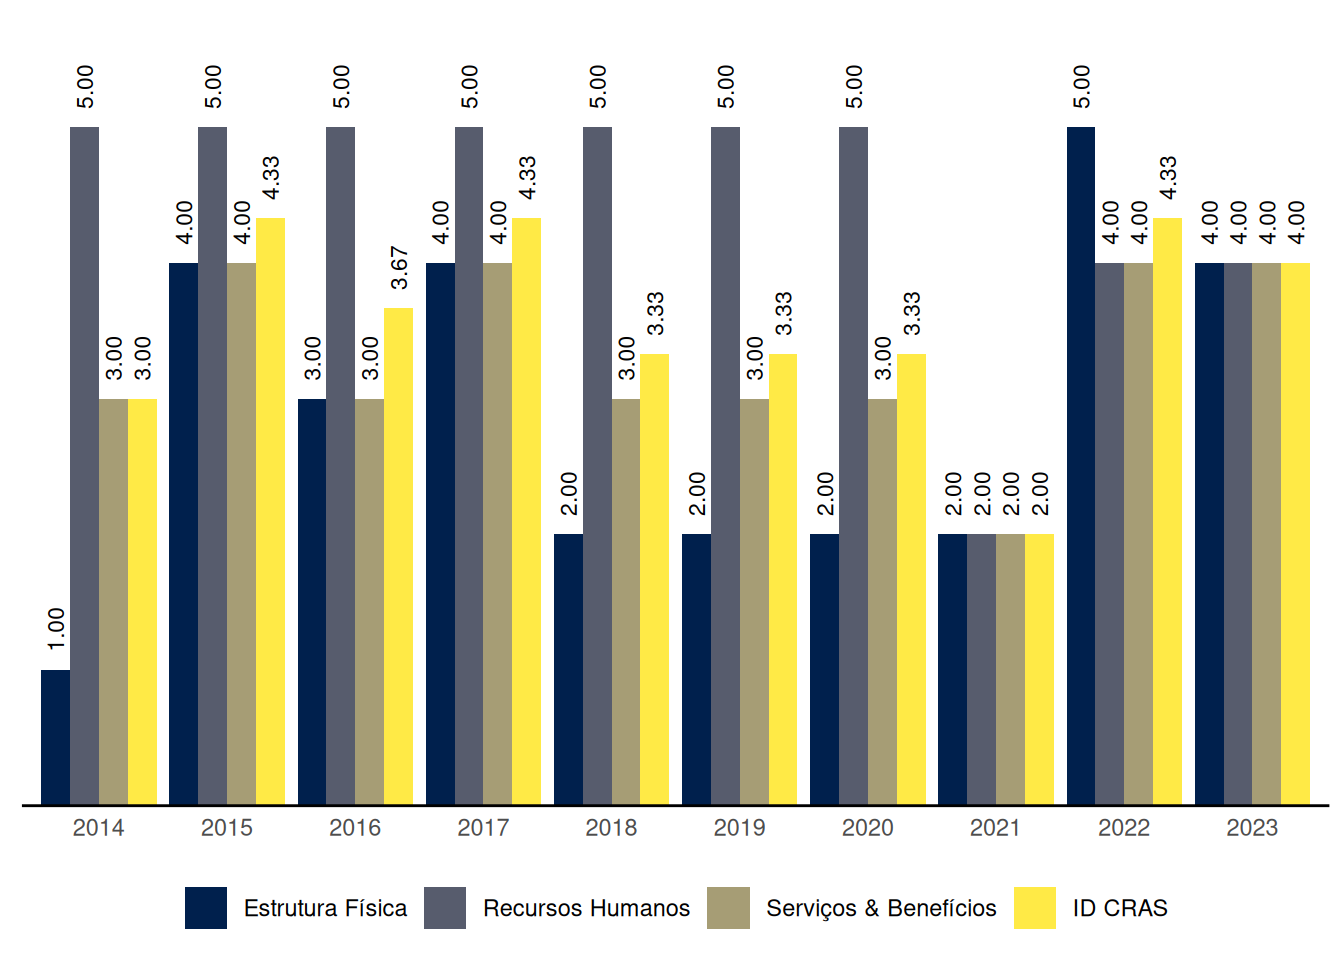 5.00 5.00 5.00 5.00 5.00 5.00 5.00 5.00
4.33 4.33 4.33
4.00 4.00 4.00 4.00 4.00 4.00 4.00 4.00 4.00 4.00
3.67
3.33 3.33 3.33
3.00 3.00 3.00 3.00 3.00 3.00 3.00
2.00 2.00 2.00 2.00 2.00 2.00 2.00
1.00
2014 2015 2016 2017 2018 2019 2020 2021 2022 2023
Estrutura Física Recursos Humanos Serviços & Benefícios ID CRAS